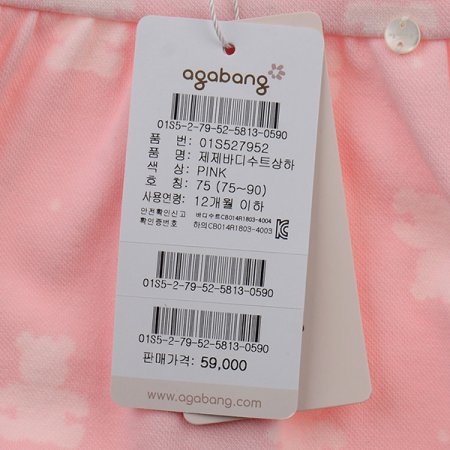 agabang
01S5-2-79-52-5813-0590
품 번: 01S527952
품 명: 제제바디수트상하
색 상: PINK
호 칭: 75 (75~90)
사용연령: 12개월 이하
안전확인신고 바디수트CB014R1803-4004
확인증번호 하의CB014R1803-4003
01S5-2-79-52-5813-0590
01S5-2-79-52-5813-0590
판매가격: 59,000
www.agabang.com